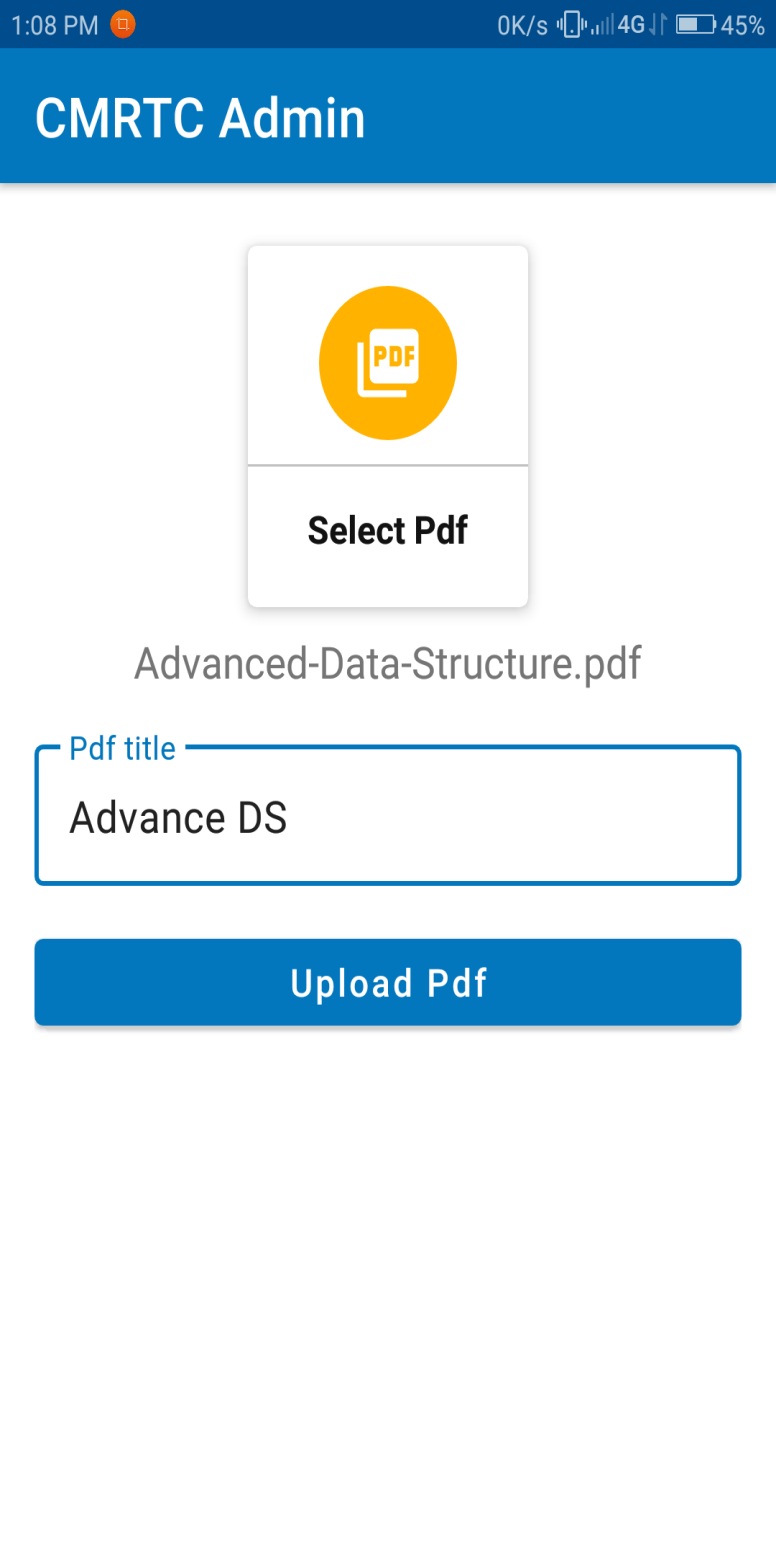 1:08 PM 0K/s 4G 45%
CMRTC Admin
PDF
Select Pdf
Advanced-Data-Structure.pdf
Pdf title
Advance DS
Upload Pdf